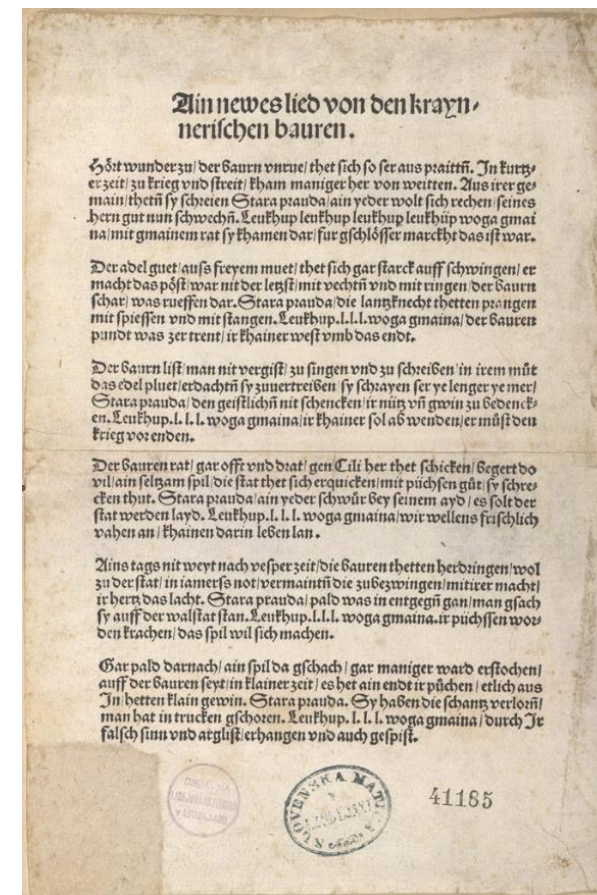 Ain newes lied von den krayn⸗
nerischen bauren.
Hört wunder zu/ der baurn vnrue/ thet sich so ser aus praittñ. In kurtz⸗
er zeit/ zu krieg vnd streit/ kham maniger her von weitten. Aus irer ge⸗
main/ thetñ sy schreien Stara prauda/ ain yeder wolt sich rechen/ seines
hern gut nun schwechñ. Leukhup leukhup leukhup leukhüp woga gmai
na/ mit gmainem rat sy khamen dar/ fur gschlösser marckht das ist war.
Der adel guet/ auss freyem muet/ thet sich gar starck auff schwingen/ er
macht das pöst/ war nit der letzst/ mit vechtñ vnd mit ringen/ der baurn
schar/ was rueffen dar. Stara prauda/ die lantzknecht thetten prangen
mit spiessen vnd mit stangen. Leukhup. l. l. l. woga gmaina/ der bauren
pundt was zer trent/ ir khainer west vmb das endt.
Der baurn list/ man nit vergist/ zu singen vnd zu schreiben/ in irem müt
das edel pluet/ erdachtñ sy zuuertreiben/ sy schrayen ser ye lenger ye mer/
Stara prauda/ den geistlichñ nit schencken/ ir nütz vñ gwin zu bedenck⸗
en. Leukhup. l. l. l. woga gmaina/ ir khainer sol ab wenden/ er müst den
krieg vor enden.
Der bauren rat/ gar offt vnd drat/ gen Cili her thet schicken/ begert do
vil/ ain seltzam spil/ die stat thet sich erquicken/ mit püchsen güt/ sy schre⸗
cken thut. Stara prauda/ ain yeder schwür bey seinem ayd/ es solt der
stat werden layd. Leukhup. l. l. l. woga gmaina/ wir wellens frischlich
vahen an/ khainen darin leben lan.
Ains tags nit weyt nach vesper zeit/ die bauren thetten herdringen/ wol
zu der stat/ in iamerss not/ vermaintñ die zubezwingen/ mit irer macht/
ir hertz das lacht. Stara prauda/ pald was in entgegñ gan/ man gsach
sy auff der walstat stan. Leukhup. l. l. l. woga gmaina. ir püchssen wor⸗
den krachen/ das spil wil sich machen.
Gar pald darnach/ ain spil da gschach/ gar maniger ward erstochen/
auff der bauren seyt/ in klainer zeit/ es het ain endt ir püchen/ etlich aus
In/ hetten klain gewin. Stara prauda. Sy haben die schantz verlorñ/
man hat in trucken gschoren. Leukhup. l. l. l. woga gmaina/ durch Ir
falsch sinn vnd arglist/ erhangen vnd auch gespist.
SLOVENSKA MATICA
41185